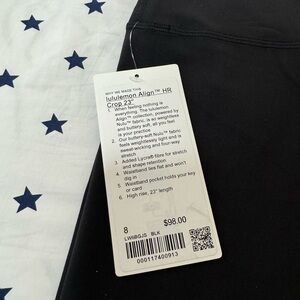 WHY WE MADE THIS
lululemon Align™ HR
Crop 23"
1. When feeling nothing is
everything. The lululemon
Align™ collection, powered by
Nulu™ fabric, is so weightless
and buttery-soft, all you feel
is your practice
2. Our buttery-soft Nulu™ fabric
feels weightlessly light and is
sweat-wicking and four-way
stretch
3. Added Lycra® fibre for stretch
and shape retention
4. Waistband lies flat and won't
dig in
5. Waistband pocket holds your key
or card
6. High rise, 23" length
8 $98.00
LW6BGJS BLK
000117400913